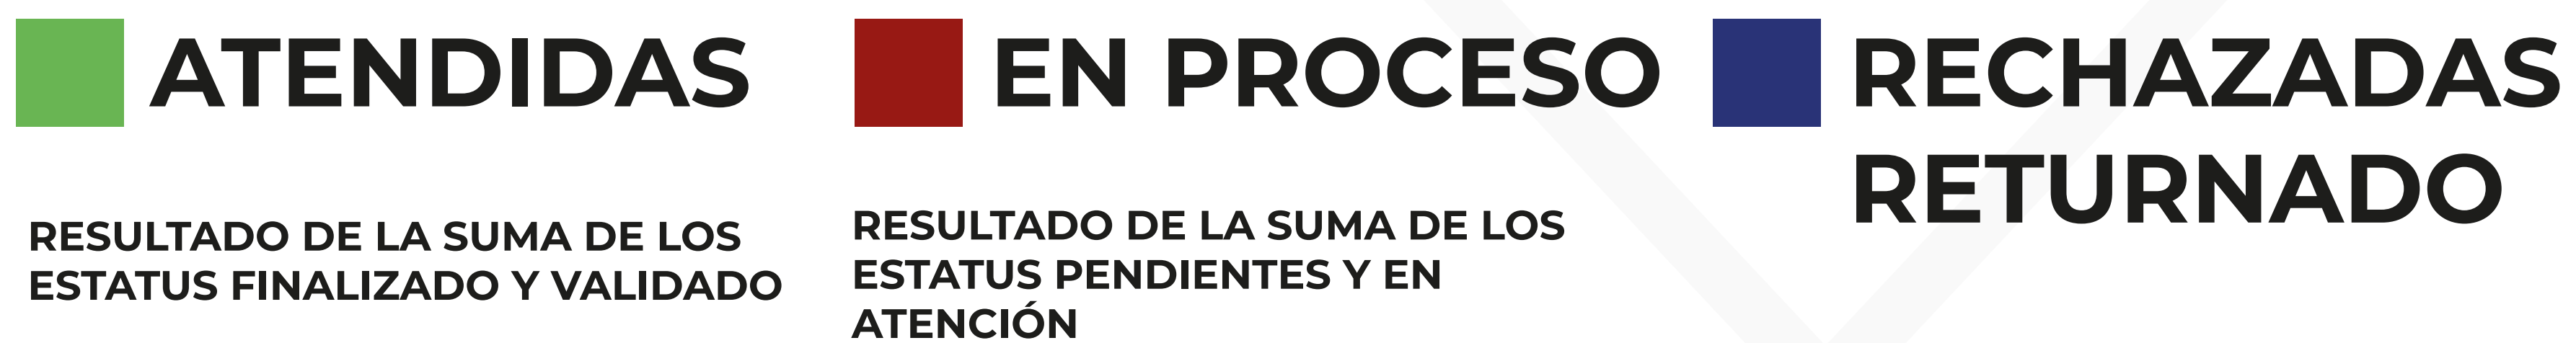 ATENDIDAS
RESULTADO DE LA SUMA DE LOS
ESTATUS FINALIZADO Y VALIDADO
EN PROCESO
RESULTADO DE LA SUMA DE LOS
ESTATUS PENDIENTES Y EN
ATENCIÓN
RECHAZADAS
RETURNADO